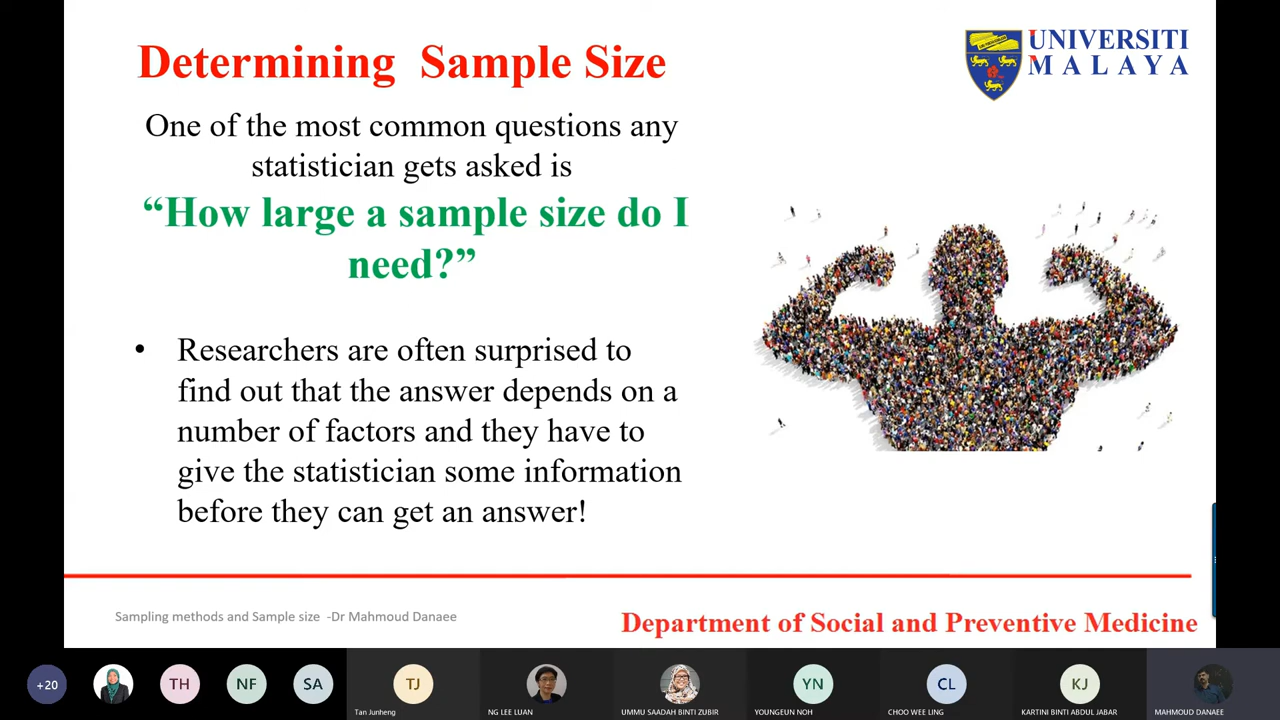 Determining Sample Size
UNIVERSITI
MALAYA
One of the most common questions any
statistician gets asked is
“How large a sample size do I
need?”
• Researchers are often surprised to
find out that the answer depends on a
number of factors and they have to
give the statistician some information
before they can get an answer!
Sampling methods and Sample size -Dr Mahmoud Danaee
Department of Social and Preventive Medicine
+20
TH
NF
SA
TJ
YN
CL
KJ
Tan Junheng
NG LEE LUAN
UMMU SAADAH BINTI ZUBIR
YOUNGEUN NOH
CHOO WEE LING
KARTINI BINTI ABDUL JABAR
MAHMOUD DANAEE